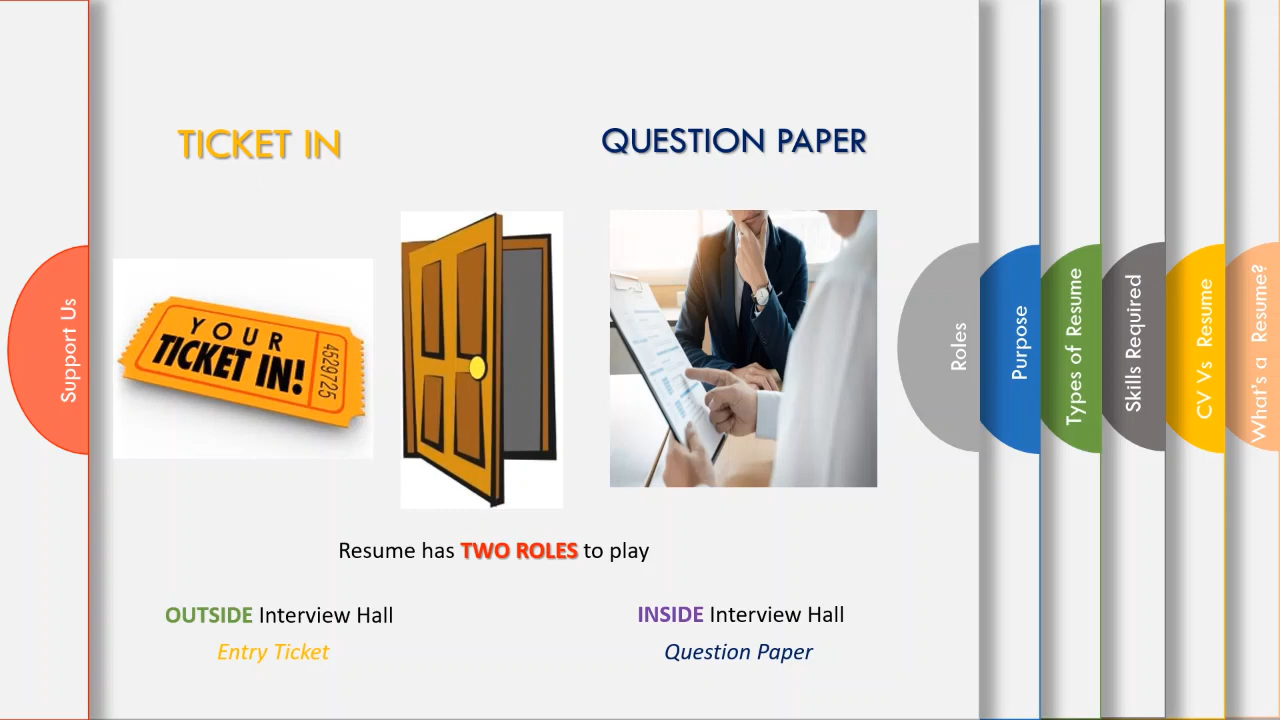 TICKET IN
QUESTION PAPER
YOUR
TICKET IN!
4529725
Support Us
Roles
Purpose
Types of Resume
Skills Required
CV Vs Resume
What's a Resume?
Resume has TWO ROLES to play
OUTSIDE Interview Hall
Entry Ticket
INSIDE Interview Hall
Question Paper